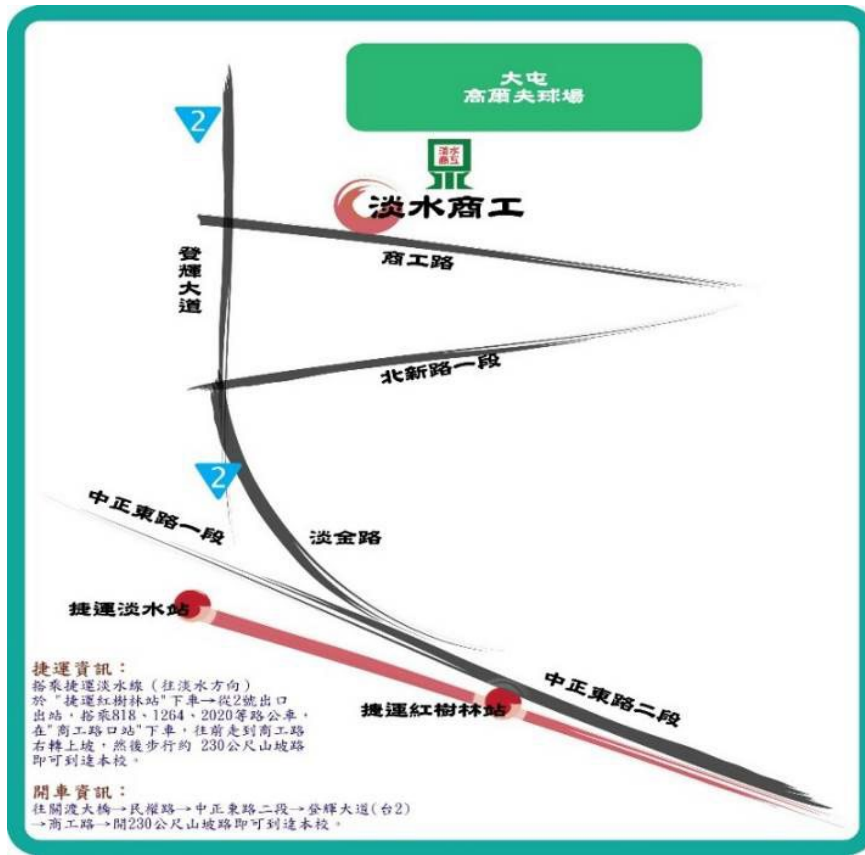 大屯
高爾夫球場
2
淡水
商工
淡水商工
登輝大道
商工路
北新路一段
2
中正東路一段
淡金路
捷運淡水站
捷運紅樹林站
中正東路二段
捷運資訊：
搭乘捷運淡水線（往淡水方向）
於 "捷運紅樹林站" 下車→從2號出口
出站，搭乘818、1264、2020等路公車，
在"商工路口站"下車，往前走到商工路
右轉上坡，然後步行約 230公尺山坡路
即可到達本校。
開車資訊：
往關渡大橋→民權路→中正東路二段→登輝大道(台2)
→商工路→開230公尺山坡路即可到達本校。